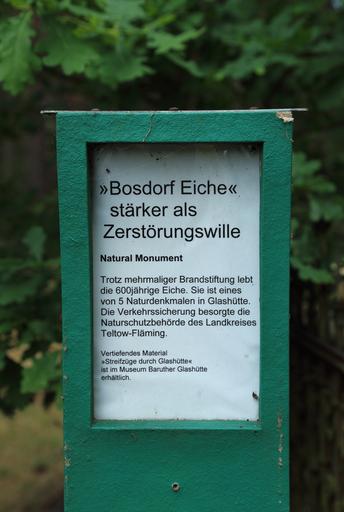 »Bosdorf Eiche«
stärker als
Zerstörungswille
Natural Monument
Trotz mehrmaliger Brandstiftung lebt
die 600jährige Eiche. Sie ist eines
von 5 Naturdenkmalen in Glashütte.
Die Verkehrssicherung besorgte die
Naturschutzbehörde des Landkreises
Teltow-Fläming.
Vertiefendes Material
»Streifzüge durch Glashütte«
ist im Museum Baruther Glashütte
erhältlich.